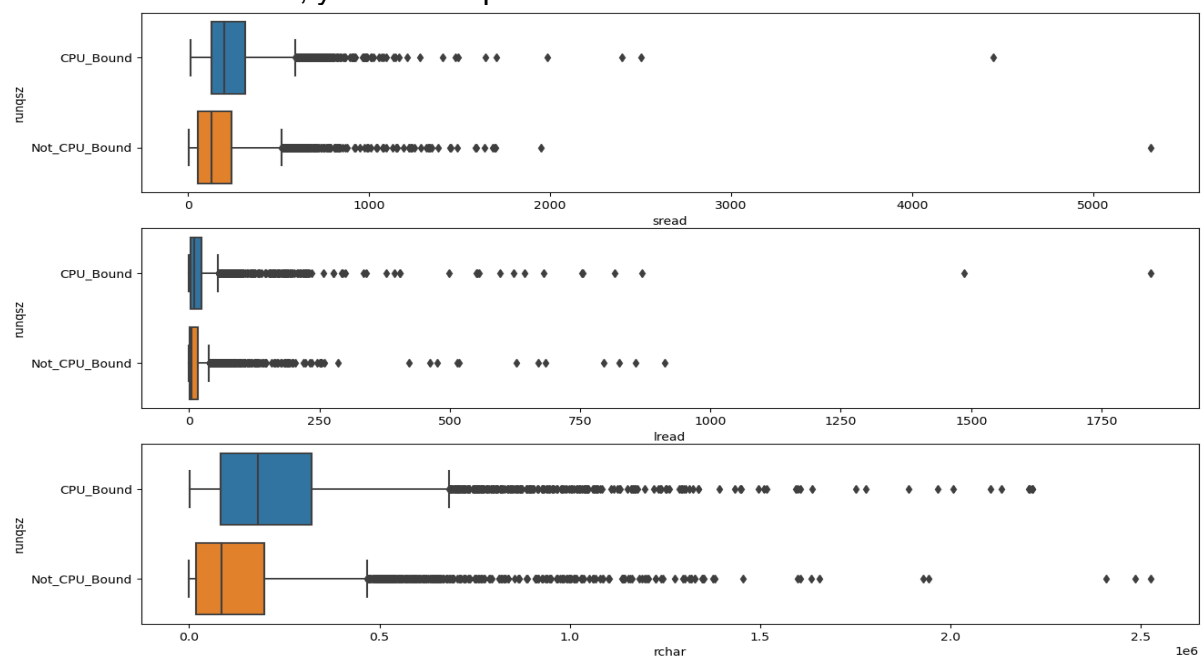 CPU_Bound
runqsz
Not_CPU_Bound
0 1000 2000 3000 4000 5000
sread
CPU_Bound
runqsz
Not_CPU_Bound
0 250 500 750 1000 1250 1500 1750
lread
CPU_Bound
runqsz
Not_CPU_Bound
0.0 0.5 1.0 1.5 2.0 2.5
rchar
1e6